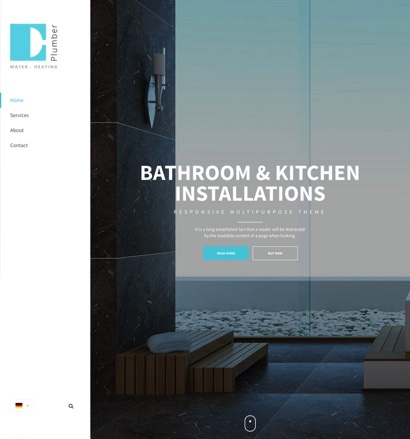 Plumber
WATER - HEATING
Home
Services
About
Contact
BATHROOM & KITCHEN
INSTALLATIONS
RESPONSIVE MULTIPURPOSE THEME
It is a long established fact that a reader will be distracted
by the readable content of a page when looking.
READ MORE
BUY NOW